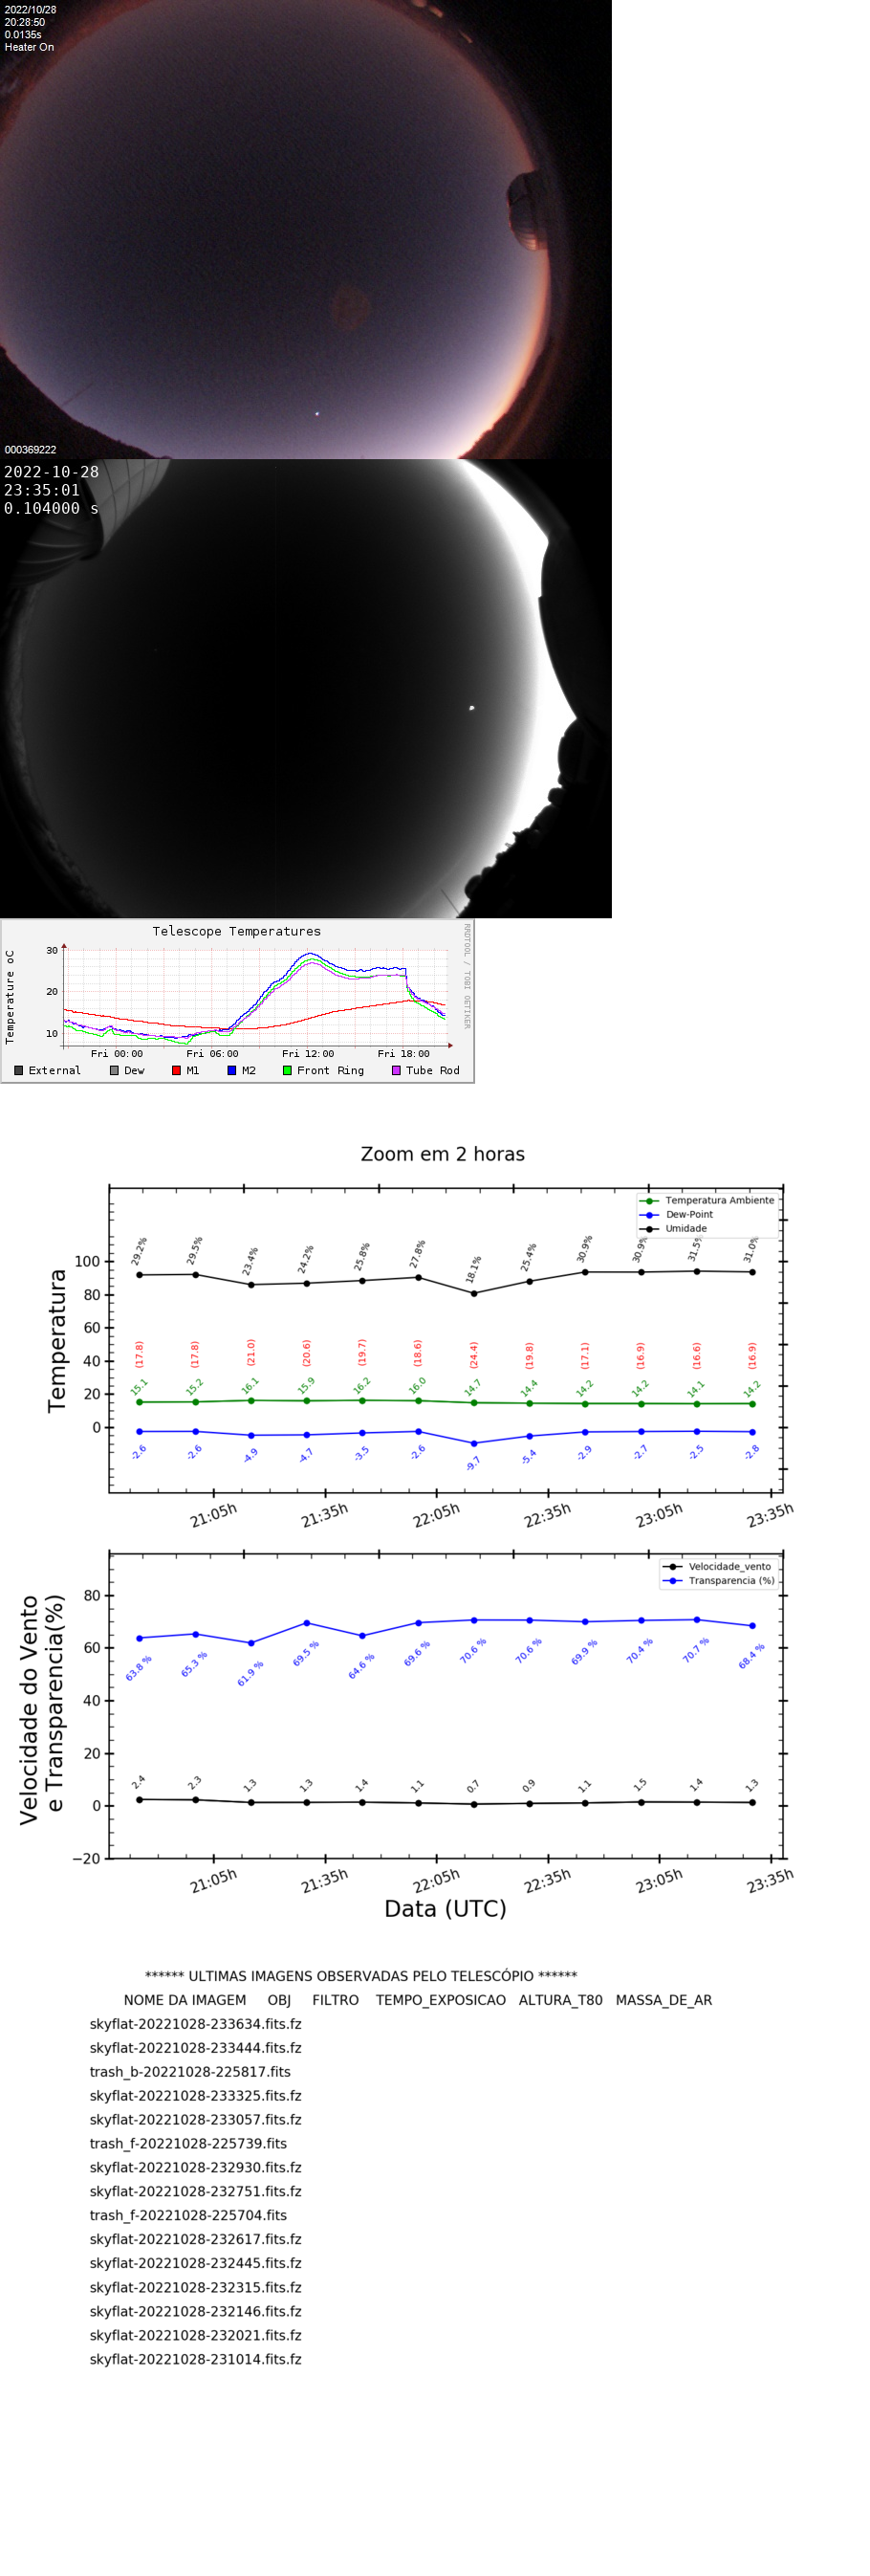 2022/10/28
20:28:50
0.0135s
Heater On
000369222
2022-10-28
23:35:01
0.104000 s
Telescope Temperatures
RRDTOOL / TOBI OETIKER
Temperature oC
30
20
10
Fri 00:00 Fri 06:00 Fri 12:00 Fri 18:00
External Dew M1 M2 Front Ring Tube Rod
Zoom em 2 horas
Temperatura Ambiente
Dew-Point
Umidade
Temperatura
100
80
60
40
20
0
29.2% 29.5% 23.4% 24.2% 25.8% 27.8% 18.1% 25.4% 30.9% 30.9% 31.5% 31.0%
(17.8) (17.8) (21.0) (20.6) (19.7) (18.6) (24.4) (19.8) (17.1) (16.9) (16.6) (16.9)
15.1 15.2 16.1 15.9 16.2 16.0 14.7 14.4 14.2 14.2 14.1 14.2
-2.6 -2.6 -4.9 -4.7 -3.5 -2.6 -9.7 -5.4 -2.9 -2.7 -2.5 -2.8
21:05h 21:35h 22:05h 22:35h 23:05h 23:35h
Velocidade_vento
Transparencia (%)
Velocidade do Vento
e Transparencia(%)
80
60
40
20
0
−20
63.8 % 65.3 % 61.9 % 69.5 % 64.6 % 69.6 % 70.6 % 70.6 % 69.9 % 70.4 % 70.7 % 68.4 %
2.4 2.3 1.3 1.3 1.4 1.1 0.7 0.9 1.1 1.5 1.4 1.3
21:05h 21:35h 22:05h 22:35h 23:05h 23:35h
Data (UTC)
****** ULTIMAS IMAGENS OBSERVADAS PELO TELESCÓPIO ******
NOME DA IMAGEM OBJ FILTRO TEMPO_EXPOSICAO ALTURA_T80 MASSA_DE_AR
skyflat-20221028-233634.fits.fz
skyflat-20221028-233444.fits.fz
trash_b-20221028-225817.fits
skyflat-20221028-233325.fits.fz
skyflat-20221028-233057.fits.fz
trash_f-20221028-225739.fits
skyflat-20221028-232930.fits.fz
skyflat-20221028-232751.fits.fz
trash_f-20221028-225704.fits
skyflat-20221028-232617.fits.fz
skyflat-20221028-232445.fits.fz
skyflat-20221028-232315.fits.fz
skyflat-20221028-232146.fits.fz
skyflat-20221028-232021.fits.fz
skyflat-20221028-231014.fits.fz